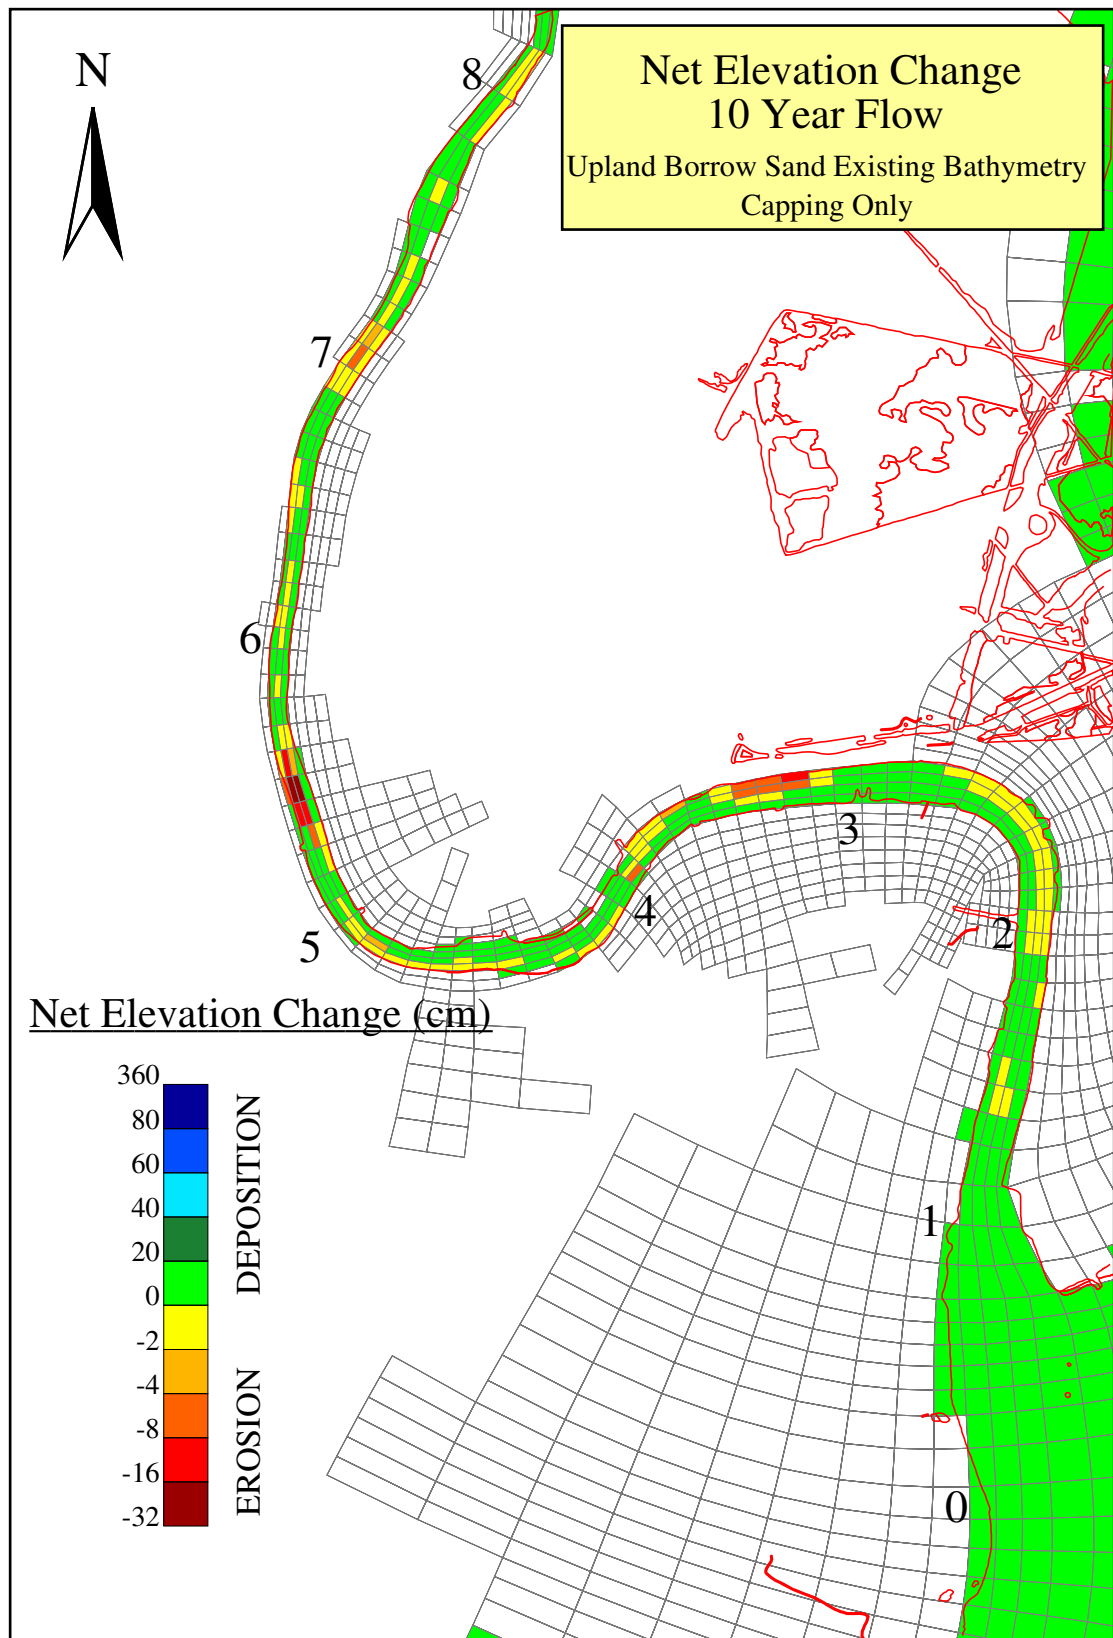 N
Net Elevation Change
10 Year Flow
Upland Borrow Sand Existing Bathymetry
Capping Only
8
7
6
5
4
3
2
1
0
Net Elevation Change (cm)
360
80
60
40
20
0
-2
-4
-8
-16
-32
DEPOSITION
EROSION